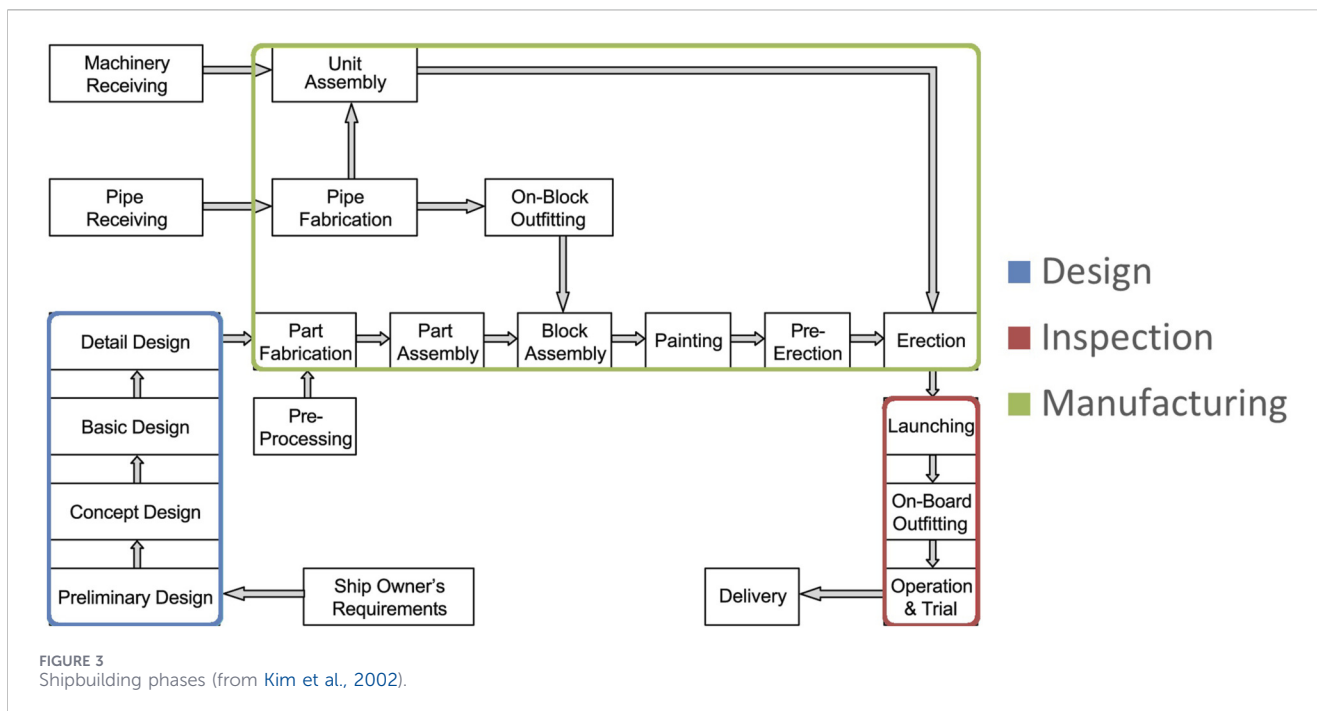 Machinery
Receiving
Unit
Assembly
Pipe
Receiving
Pipe
Fabrication
On-Block
Outfitting
Detail Design
Part
Fabrication
Part
Assembly
Block
Assembly
Painting
Pre-
Erection
Erection
Basic Design
Pre-
Processing
Launching
Concept Design
On-Board
Outfitting
Preliminary Design
Ship Owner's
Requirements
Delivery
Operation
& Trial
Design
Inspection
Manufacturing
FIGURE 3
Shipbuilding phases (from Kim et al., 2002).